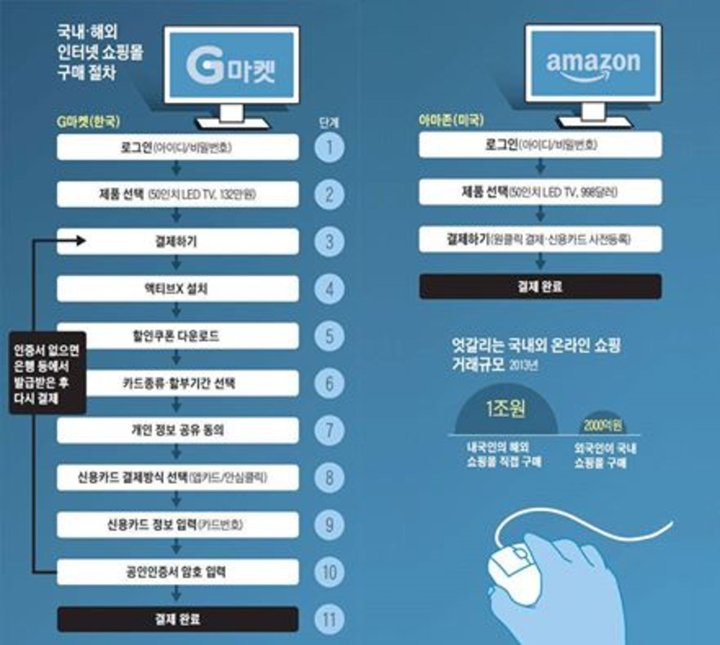 국내·해외
인터넷 쇼핑몰
구매 절차
G마켓
G마켓(한국)
단계
로그인(아이디/비밀번호)
1
제품 선택 (50인치 LED TV, 132만원)
2
결제하기
3
액티브X 설치
4
할인쿠폰 다운로드
5
카드종류·할부기간 선택
6
개인 정보 공유 동의
7
신용카드 결제방식 선택(앱카드/안심클릭)
8
신용카드 정보 입력(카드번호)
9
공인인증서 암호 입력
10
결제 완료
11
인증서 없으면
은행 등에서
발급받은 후
다시 결제
amazon
아마존(미국)
로그인(아이디/비밀번호)
제품 선택(50인치 LED TV, 998달러)
결제하기(원클릭 결제·신용카드 사전등록)
결제 완료
엇갈리는 국내외 온라인 쇼핑
거래규모 2013년
1조원
내국인의 해외
쇼핑몰 직접 구매
2000억원
외국인이 국내
쇼핑몰 구매